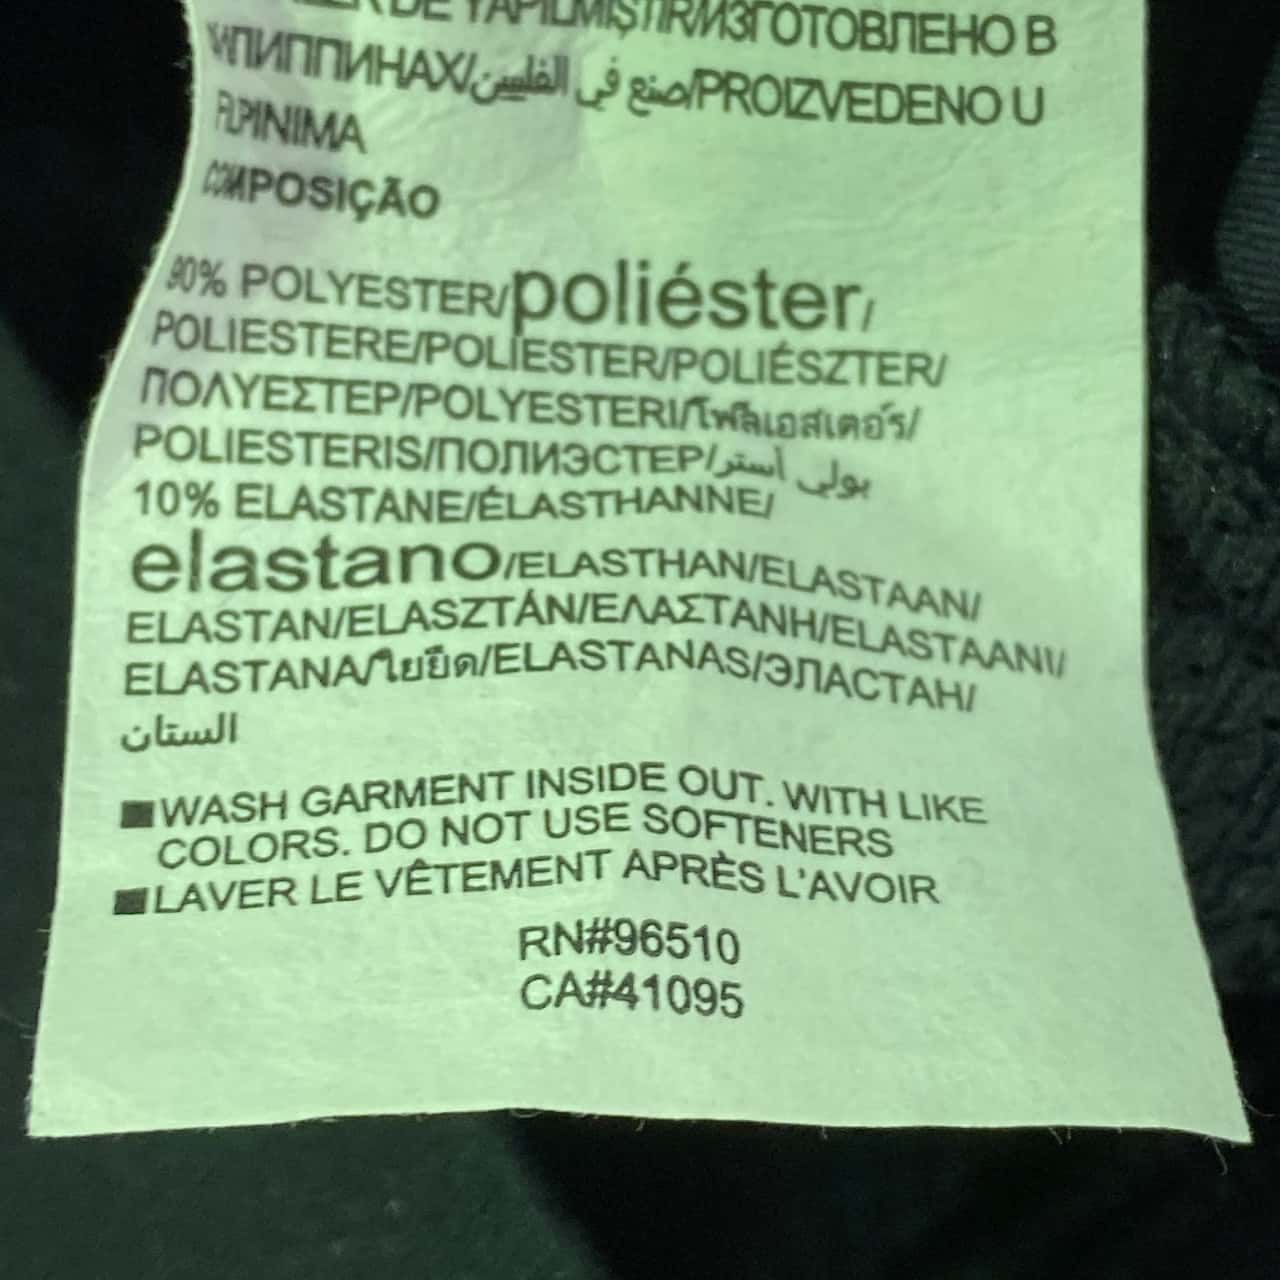 DE YAPILMIŞTIR/ИЗГОТОВЛЕНО В
ФИЛИППИНАХ/صنع في الفلبين/PROIZVEDENO U
FILIPINIMA
COMPOSIÇÃO
90% POLYESTER/poliéster/
POLIESTERE/POLIESTER/POLIÉSZTER/
ΠΟΛΥΕΣΤΕΡ/POLYESTERI/โพลีเอสเตอร์/
POLIESTERIS/ПОЛИЭСТЕР/بولي أستر
10% ELASTANE/ÉLASTHANNE/
elastano/ELASTHAN/ELASTAAN/
ELASTAN/ELASZTÁN/ΕΛΑΣΤΑΝΗ/ELASTAANI/
ELASTANA/ใยยืด/ELASTANAS/ЭЛАСТАН/
الستان
■WASH GARMENT INSIDE OUT. WITH LIKE
COLORS. DO NOT USE SOFTENERS
■LAVER LE VÊTEMENT APRÈS L'AVOIR
RN#96510
CA#41095